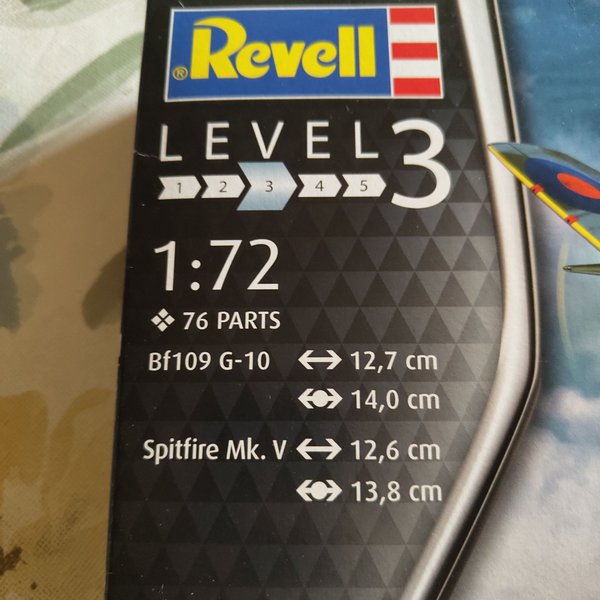 ®Revell
LEVEL 3
1 2 3 4 5
1:72
76 PARTS
Bf109 G-10 12,7 cm
14,0 cm
Spitfire Mk. V 12,6 cm
13,8 cm